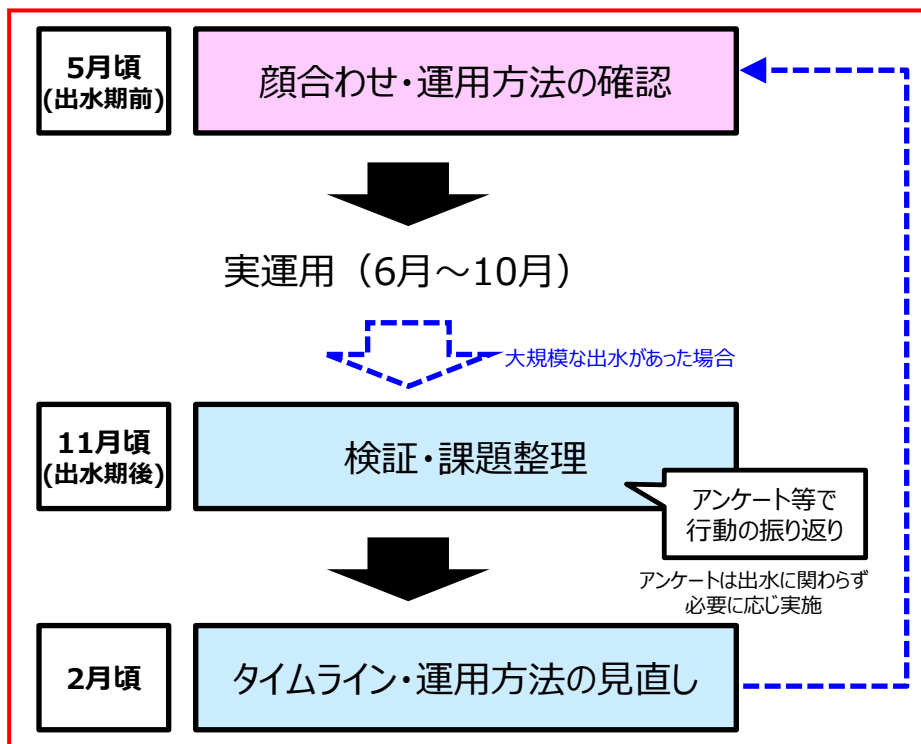 5月頃
(出水期前)
顔合わせ・運用方法の確認
実運用（6月～10月）
大規模な出水があった場合
11月頃
(出水期後)
検証・課題整理
アンケート等で
行動の振り返り
アンケートは出水に関わらず
必要に応じ実施
2月頃
タイムライン・運用方法の見直し